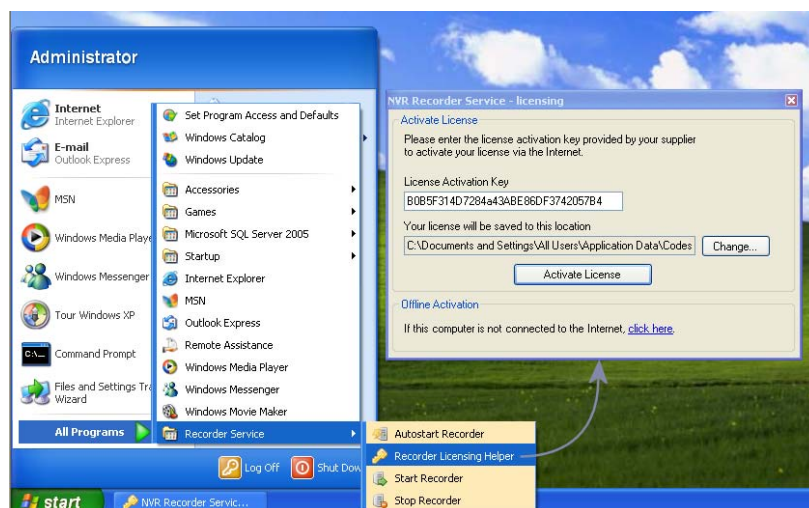 Administrator
Internet
Internet Explorer
E-mail
Outlook Express
MSN
Windows Media Playe
Windows Messenger
Tour Windows XP
Command Prompt
Files and Settings Tra
Wizard
All Programs
Set Program Access and Defaults
Windows Catalog
Windows Update
Accessories
Games
Microsoft SQL Server 2005
Startup
Internet Explorer
MSN
Outlook Express
Remote Assistance
Windows Media Player
Windows Messenger
Windows Movie Maker
Recorder Service
Autostart Recorder
Recorder Licensing Helper
Start Recorder
Stop Recorder
Log Off
Shut Dow
start
NVR Recorder Servic...
NVR Recorder Service - licensing
Activate License
Please enter the license activation key provided by your supplier
to activate your license via the Internet.
License Activation Key
B0B5F314D7284a43ABE86DF3742057B4
Your license will be saved to this location
C:\Documents and Settings\All Users\Application Data\Codes
Change...
Activate License
Offline Activation
If this computer is not connected to the Internet, click here.